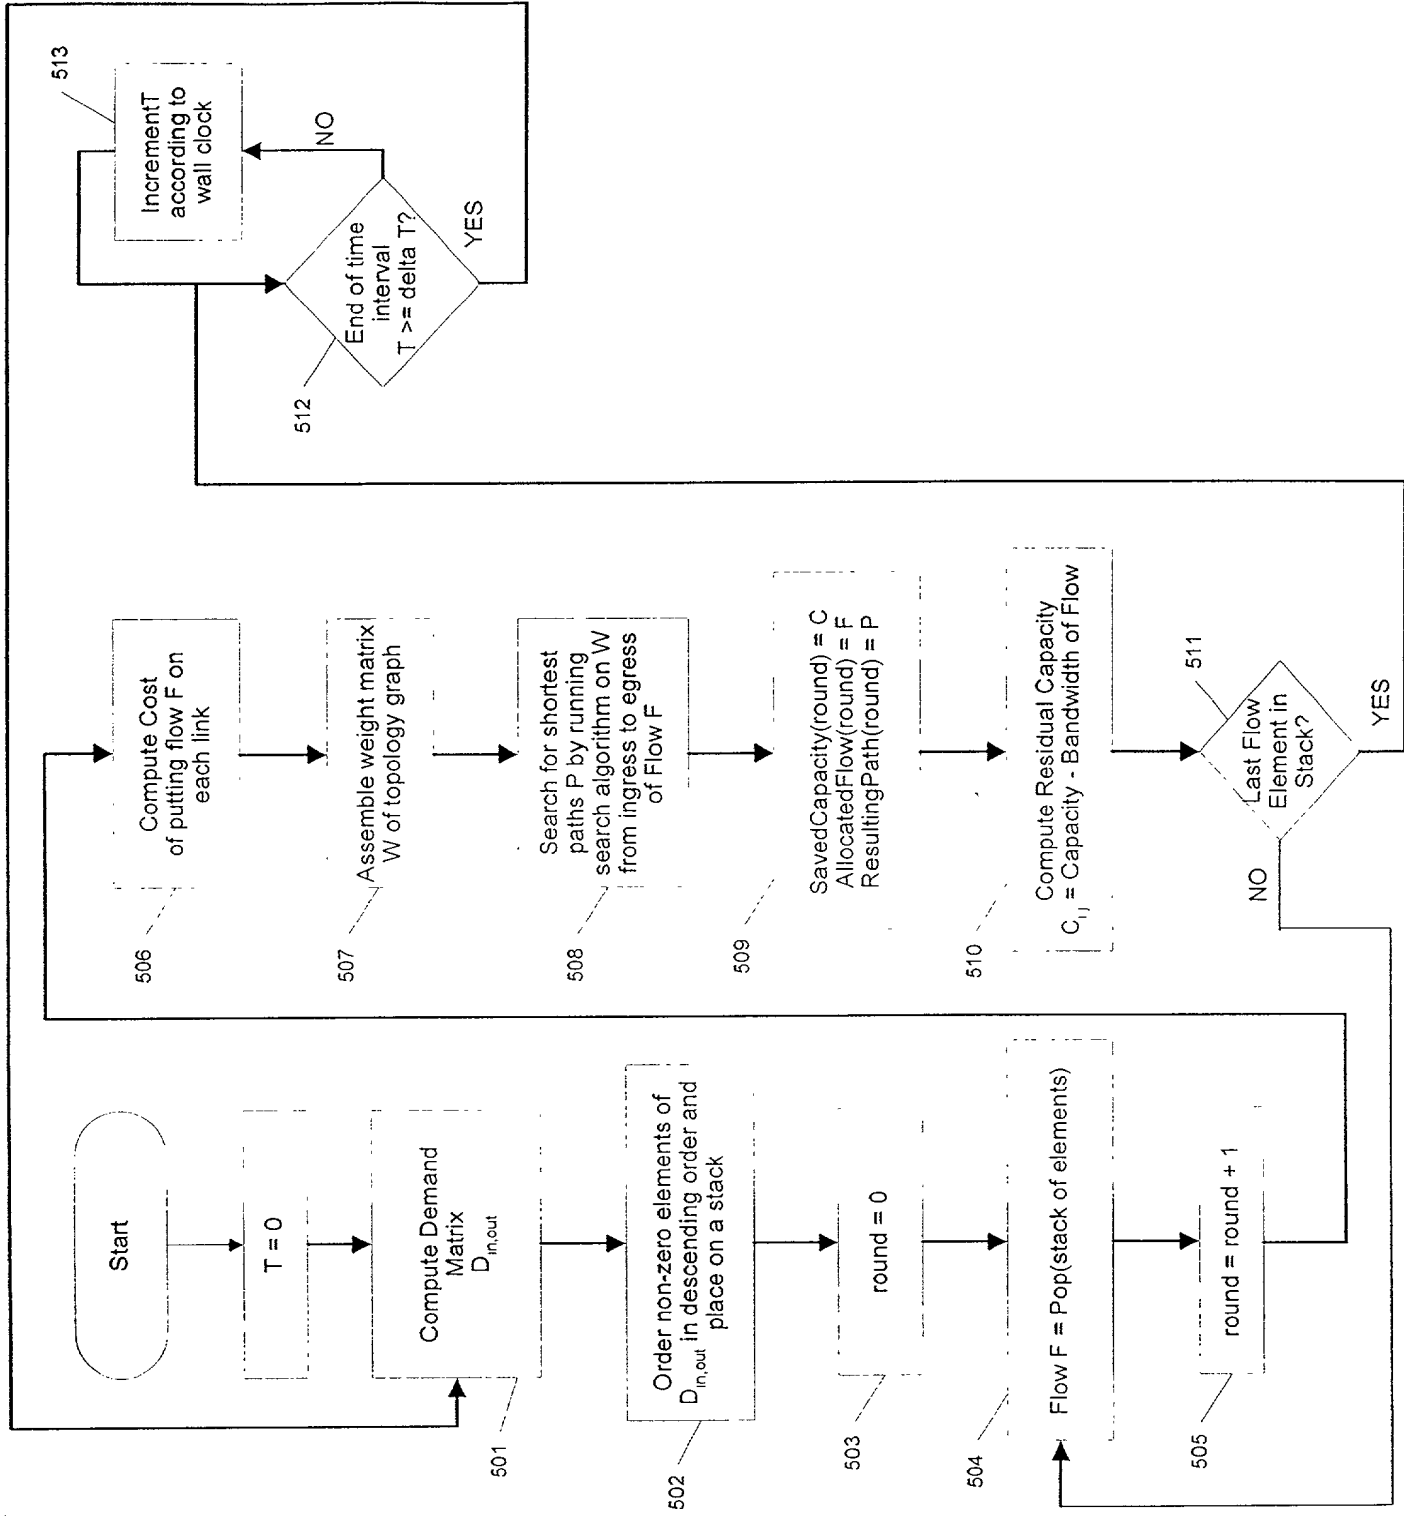 Start
T = 0
Compute Demand
Matrix
D in,out
501
Order non-zero elements of
D in,out in descending order and
place on a stack
502
round = 0
503
Flow F = Pop(stack of elements)
504
round = round + 1
505
Compute Cost
of putting flow F on
each link
506
Assemble weight matrix
W of topology graph
507
Search for shortest
paths P by running
search algorithm on W
from ingress to egress
of Flow F
508
SavedCapacity(round) = C
AllocatedFlow(round) = F
ResultingPath(round) = P
509
Compute Residual Capacity
C i,j = Capacity - Bandwidth of Flow
510
Last Flow
Element in
Stack?
511
NO
YES
End of time
interval
T >= delta T?
512
NO
YES
IncrementT
according to
wall clock
513